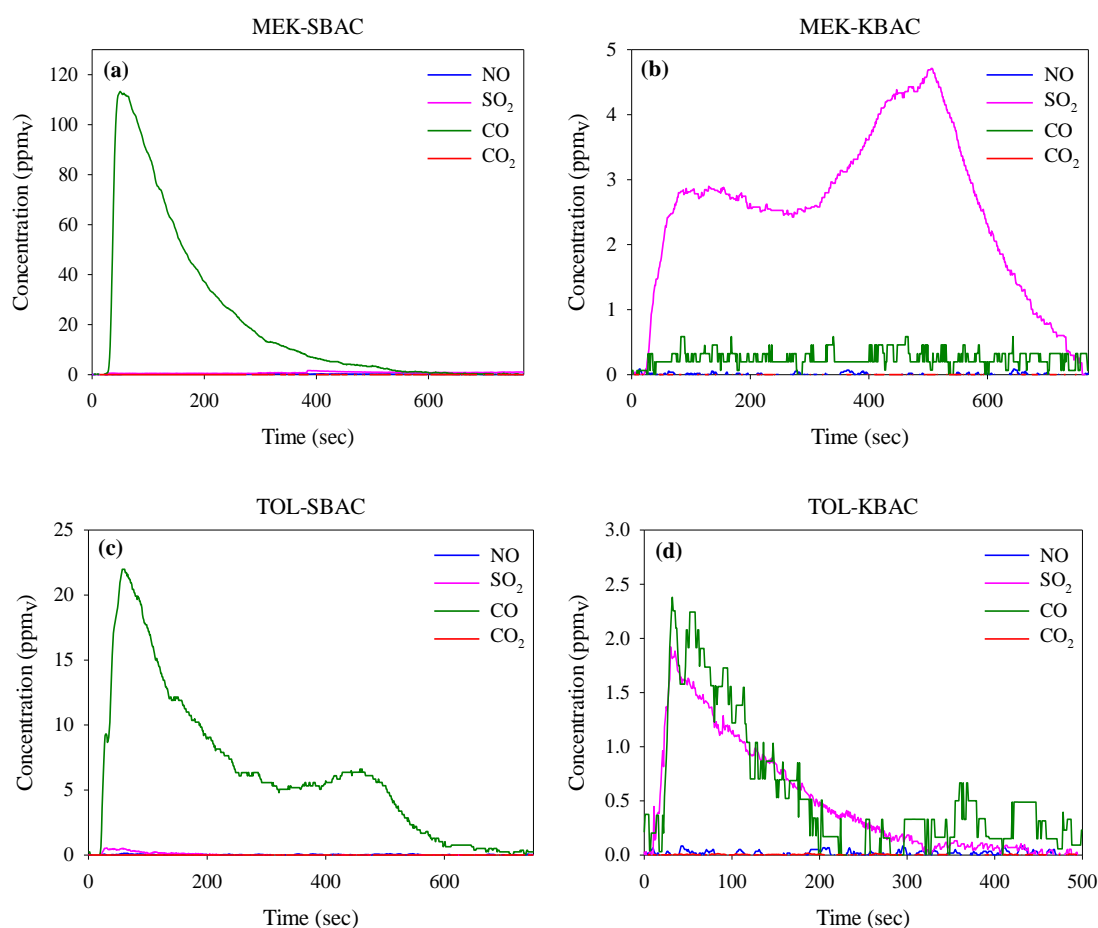 MEK-SBAC
(a)
NO
SO2
CO
CO2
Concentration (ppmv)
120
100
80
60
40
20
0
0 200 400 600
Time (sec)
MEK-KBAC
(b)
NO
SO2
CO
CO2
Concentration (ppmv)
5
4
3
2
1
0
0 200 400 600
Time (sec)
TOL-SBAC
(c)
NO
SO2
CO
CO2
Concentration (ppmv)
25
20
15
10
5
0
0 200 400 600
Time (sec)
TOL-KBAC
(d)
NO
SO2
CO
CO2
Concentration (ppmv)
3.0
2.5
2.0
1.5
1.0
0.5
0.0
0 100 200 300 400 500
Time (sec)